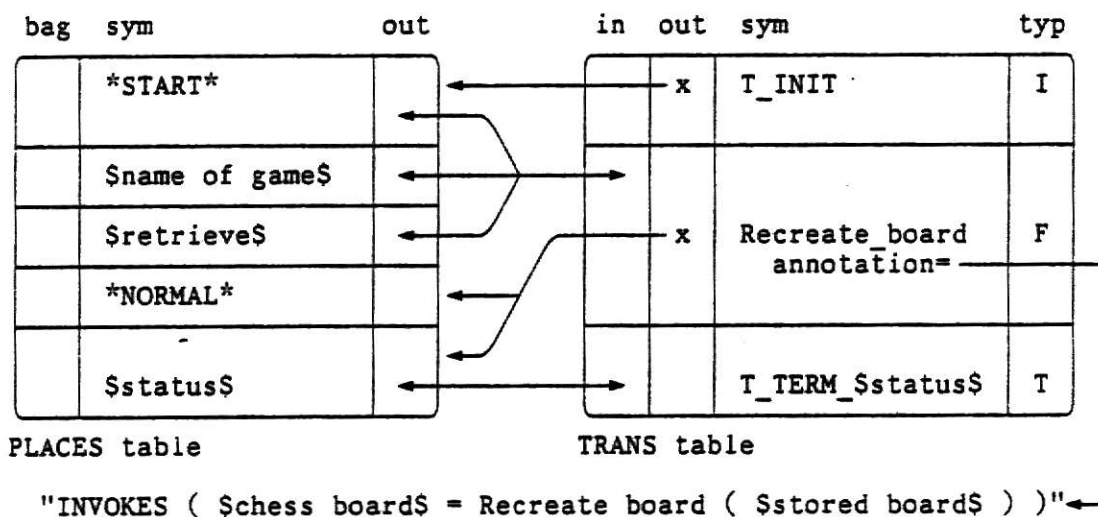 bag sym out in out sym typ
*START* x T_INIT I
$name of game$
$retrieve$ x Recreate_board F
annotation=
*NORMAL*
$status$ T_TERM_$status$ T
PLACES table TRANS table
"INVOKES ( $chess board$ = Recreate board ( $stored board$ ) )"